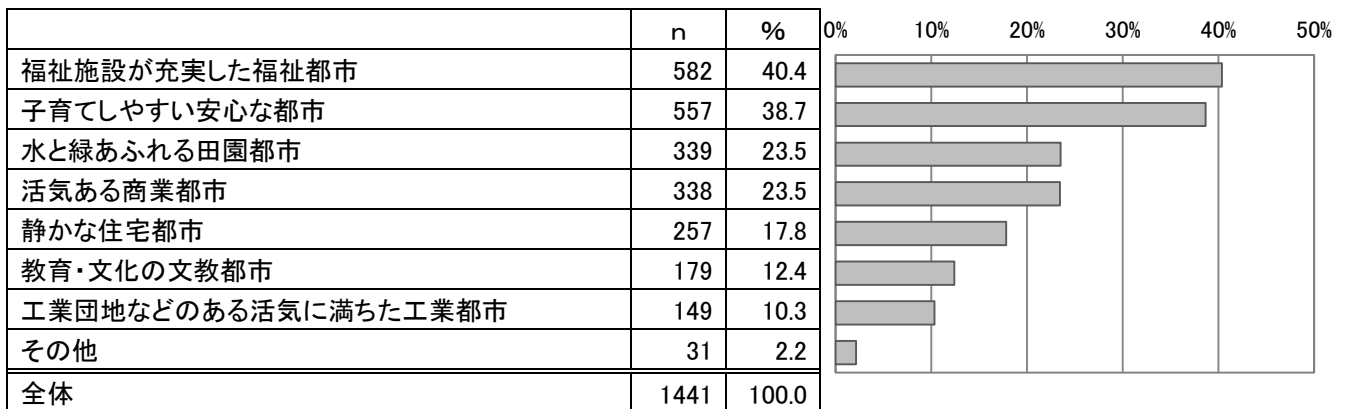 n % 0% 10% 20% 30% 40% 50%
福祉施設が充実した福祉都市 582 40.4
子育てしやすい安心な都市 557 38.7
水と緑あふれる田園都市 339 23.5
活気ある商業都市 338 23.5
静かな住宅都市 257 17.8
教育・文化の文教都市 179 12.4
工業団地などのある活気に満ちた工業都市 149 10.3
その他 31 2.2
全体 1441 100.0